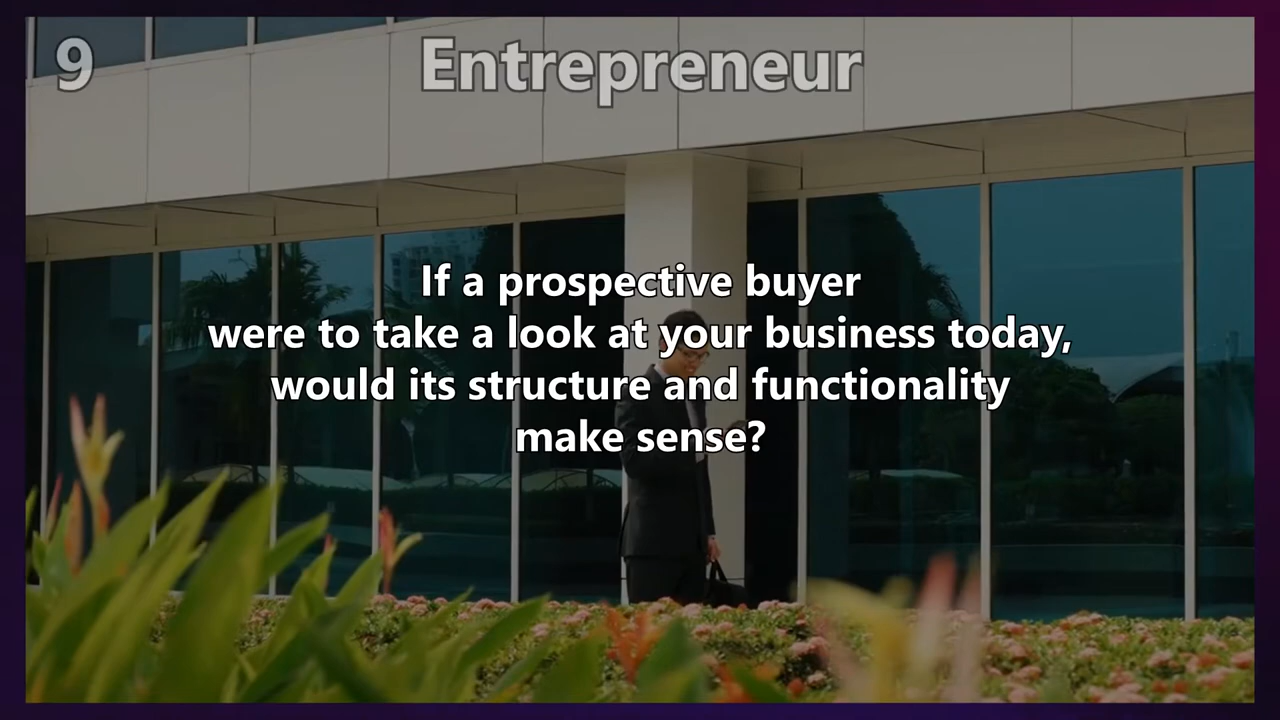 9
Entrepreneur
If a prospective buyer
were to take a look at your business today,
would its structure and functionality
make sense?